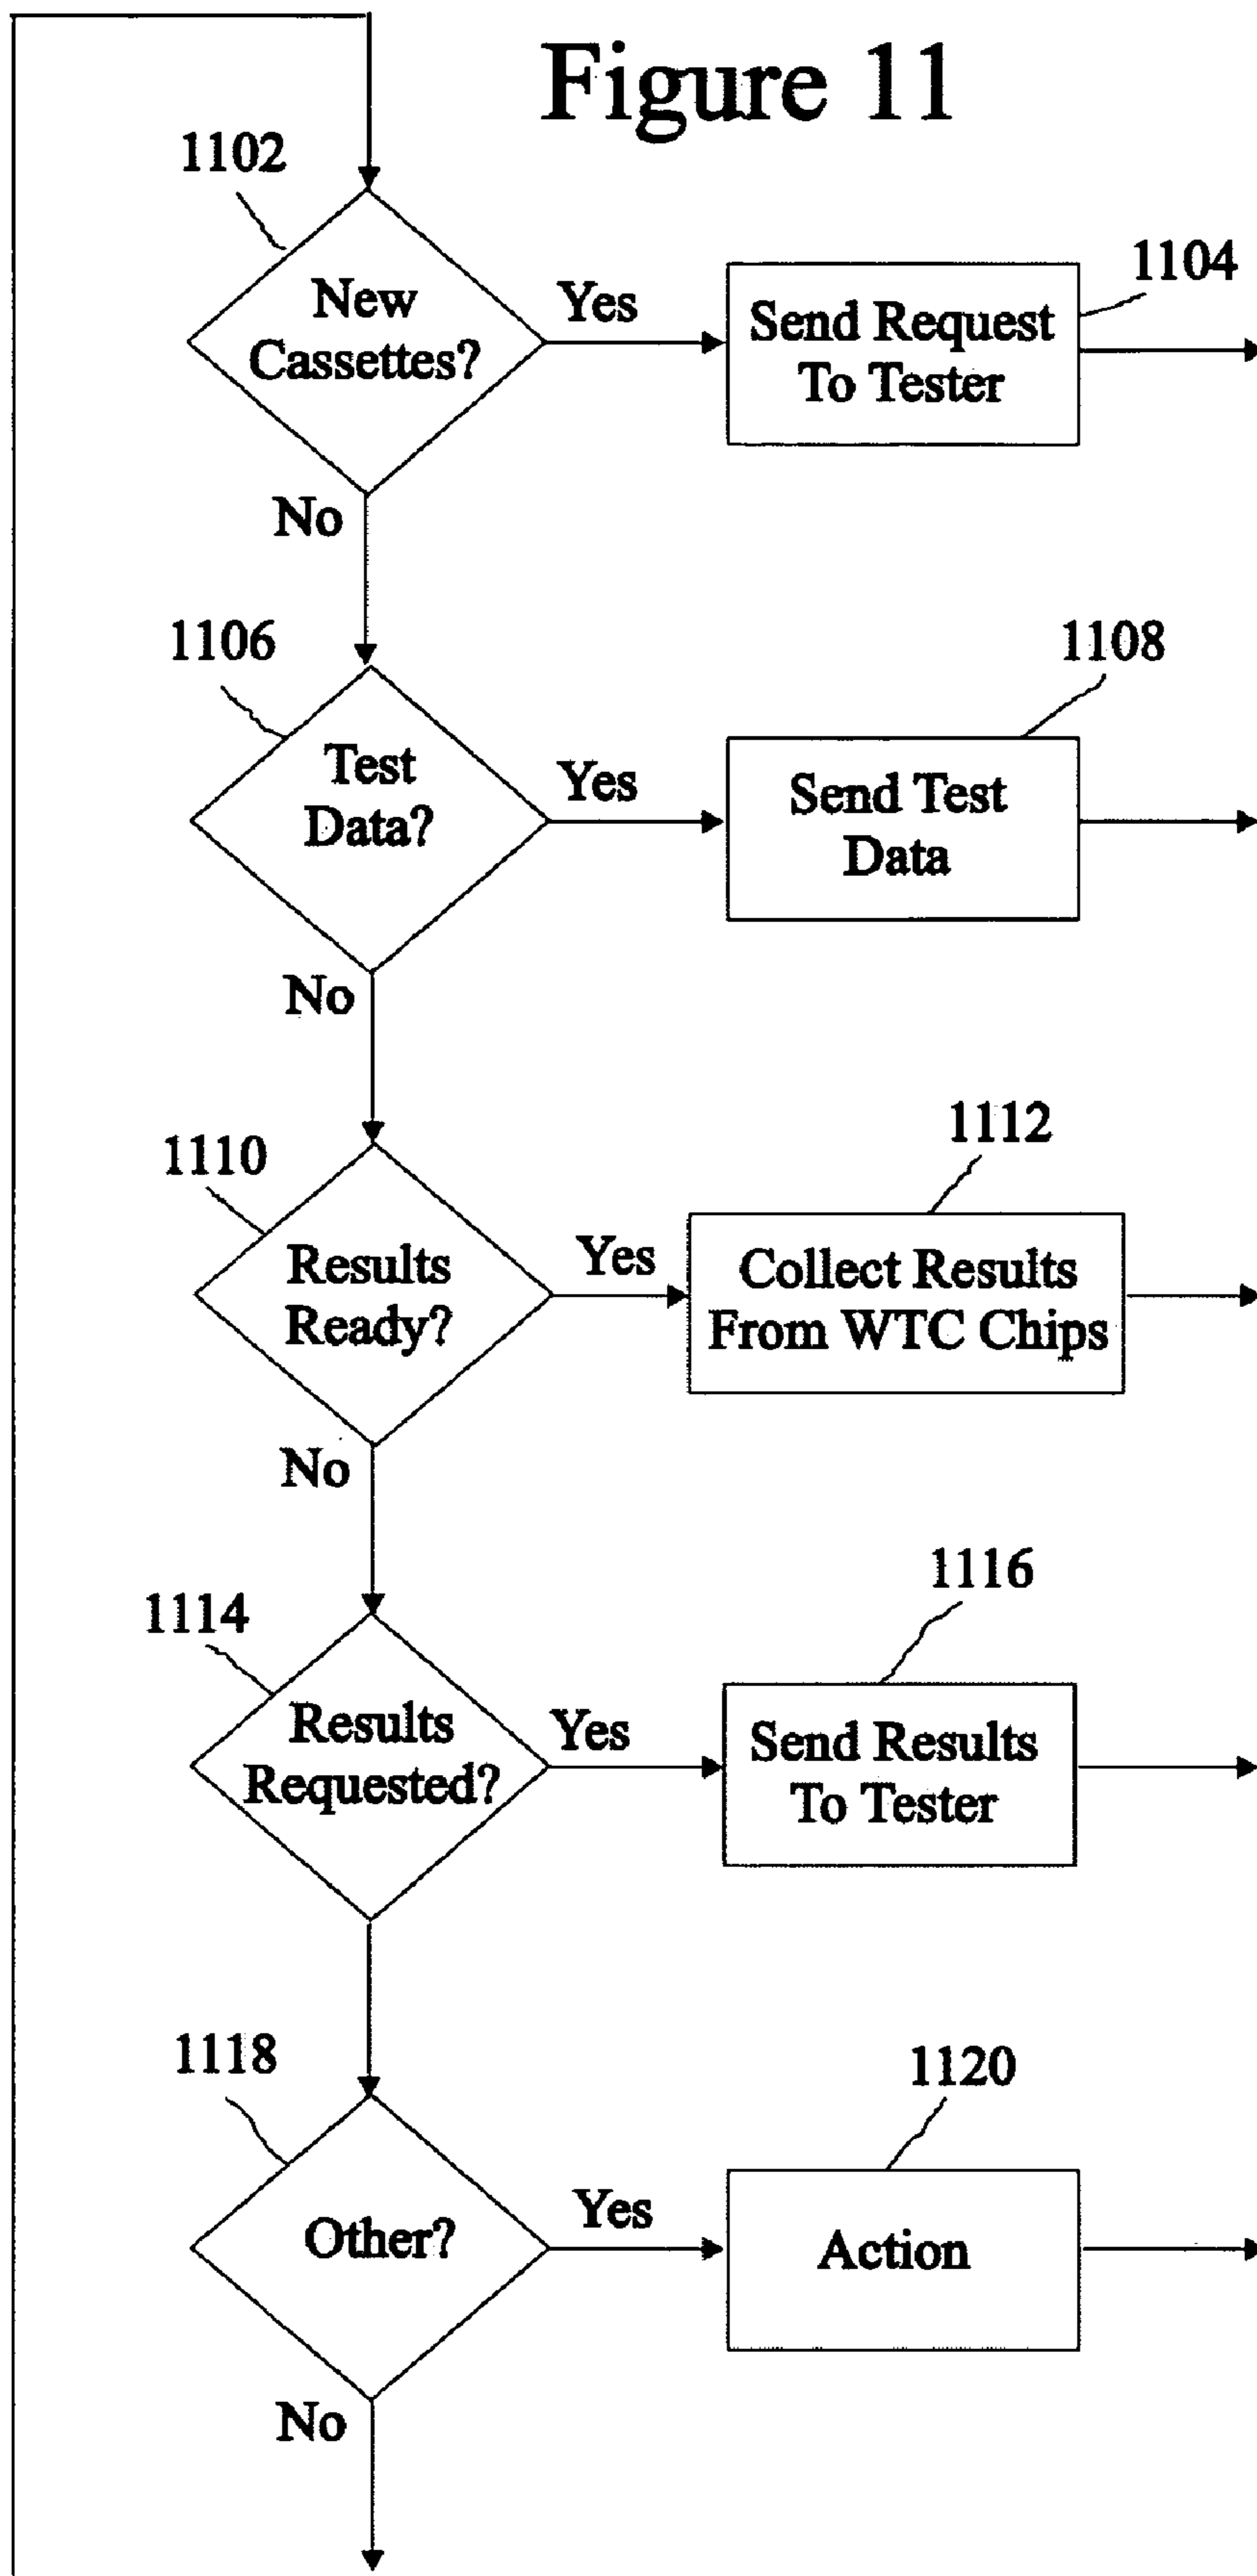 Figure 11
1102
New
Cassettes?
Yes
Send Request
To Tester
1104
No
1106
Test
Data?
Yes
Send Test
Data
1108
No
1110
Results
Ready?
Yes
Collect Results
From WTC Chips
1112
No
1114
Results
Requested?
Yes
Send Results
To Tester
1116
1118
Other?
Yes
Action
1120
No